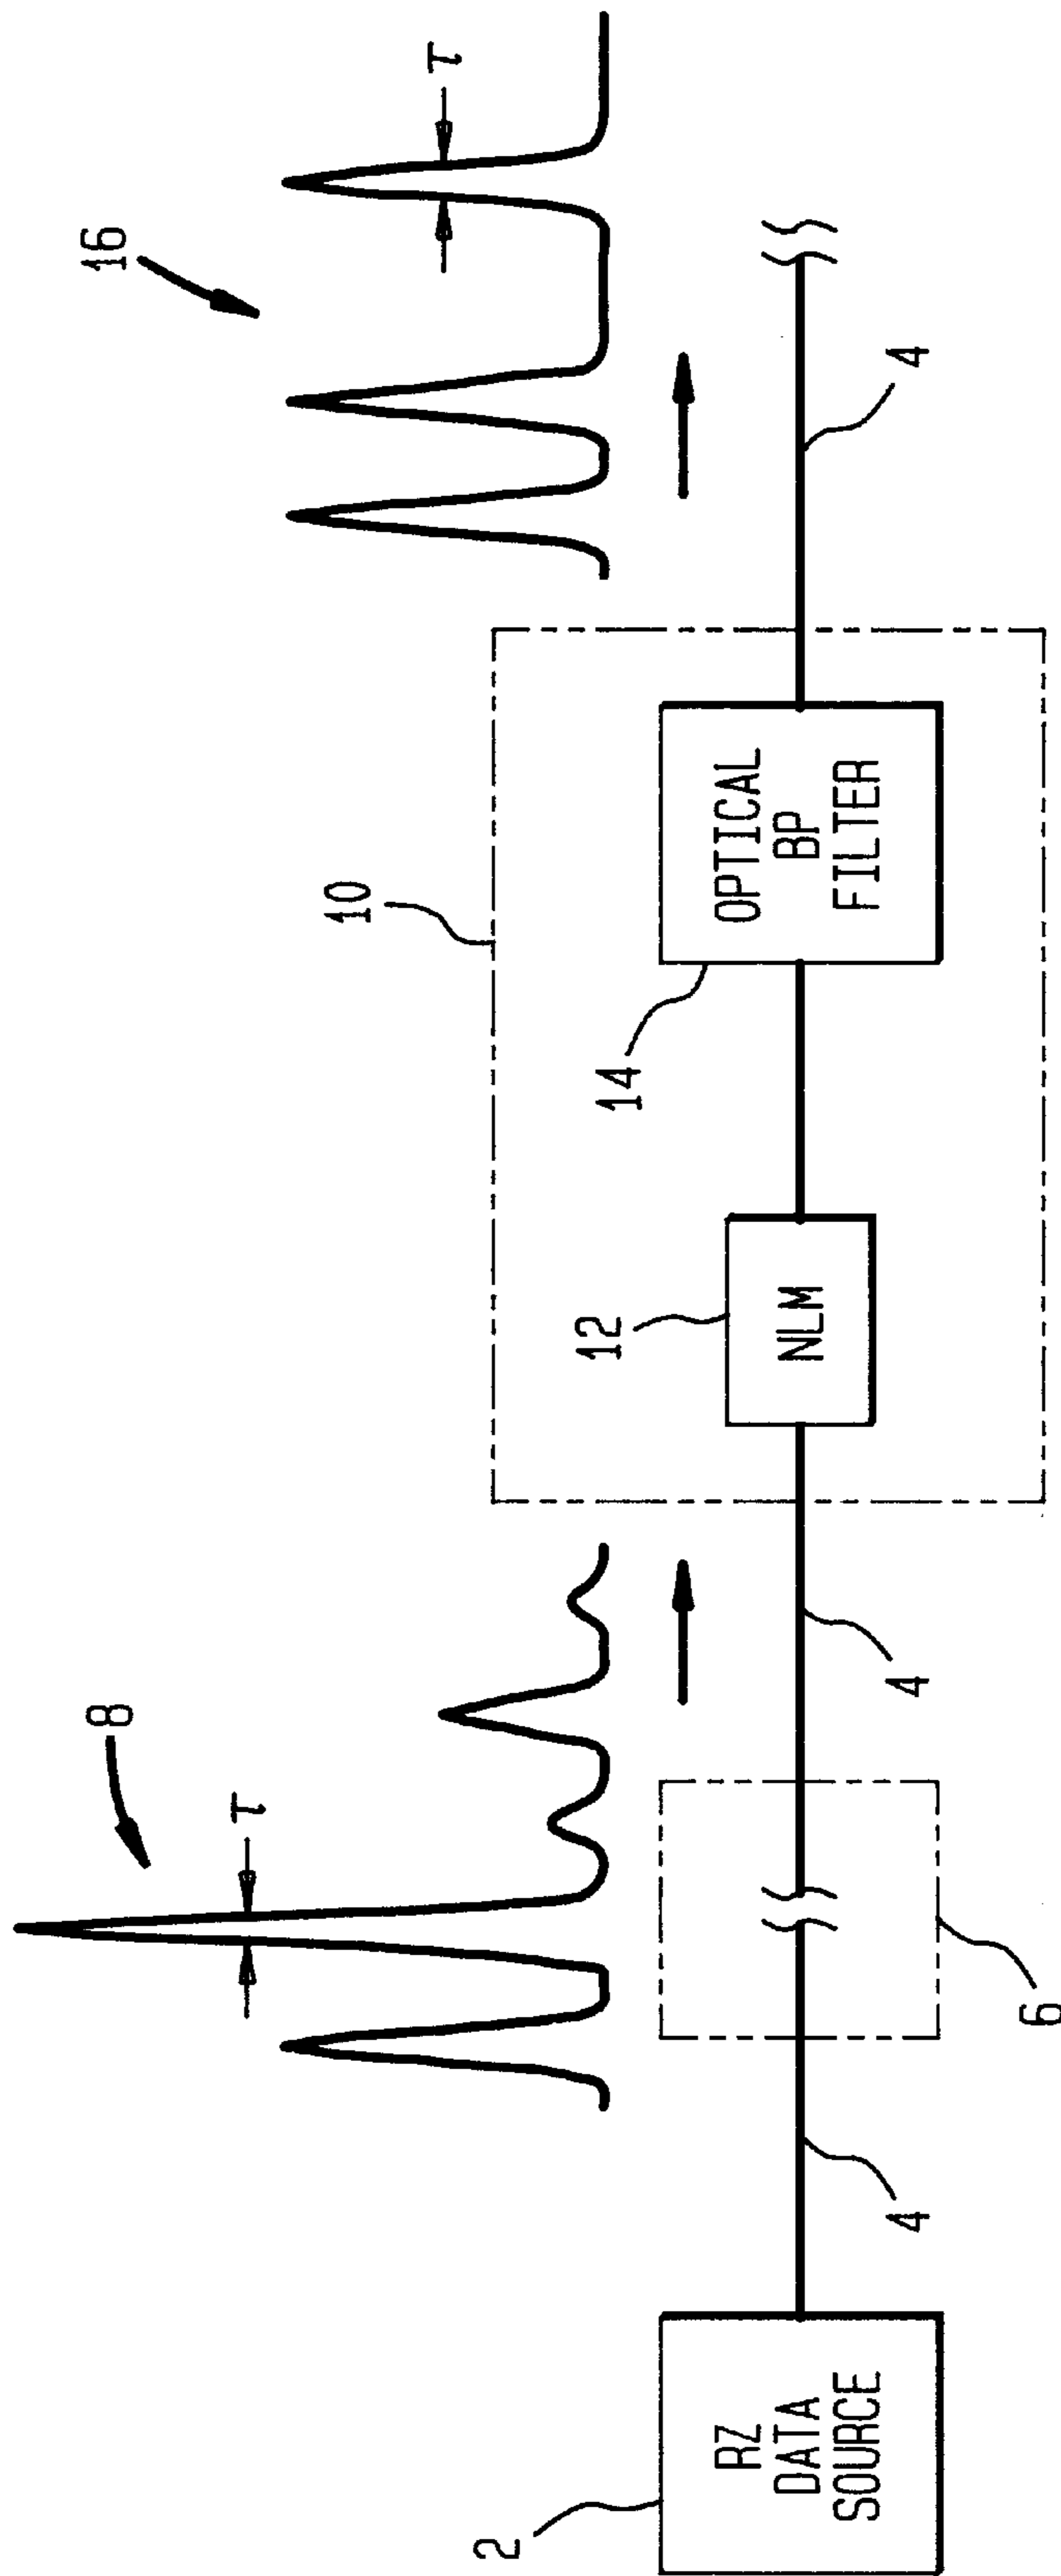 8
τ
16
τ
10
2
RZ
DATA
SOURCE
4
6
4
12
NLM
14
OPTICAL
BP
FILTER
4